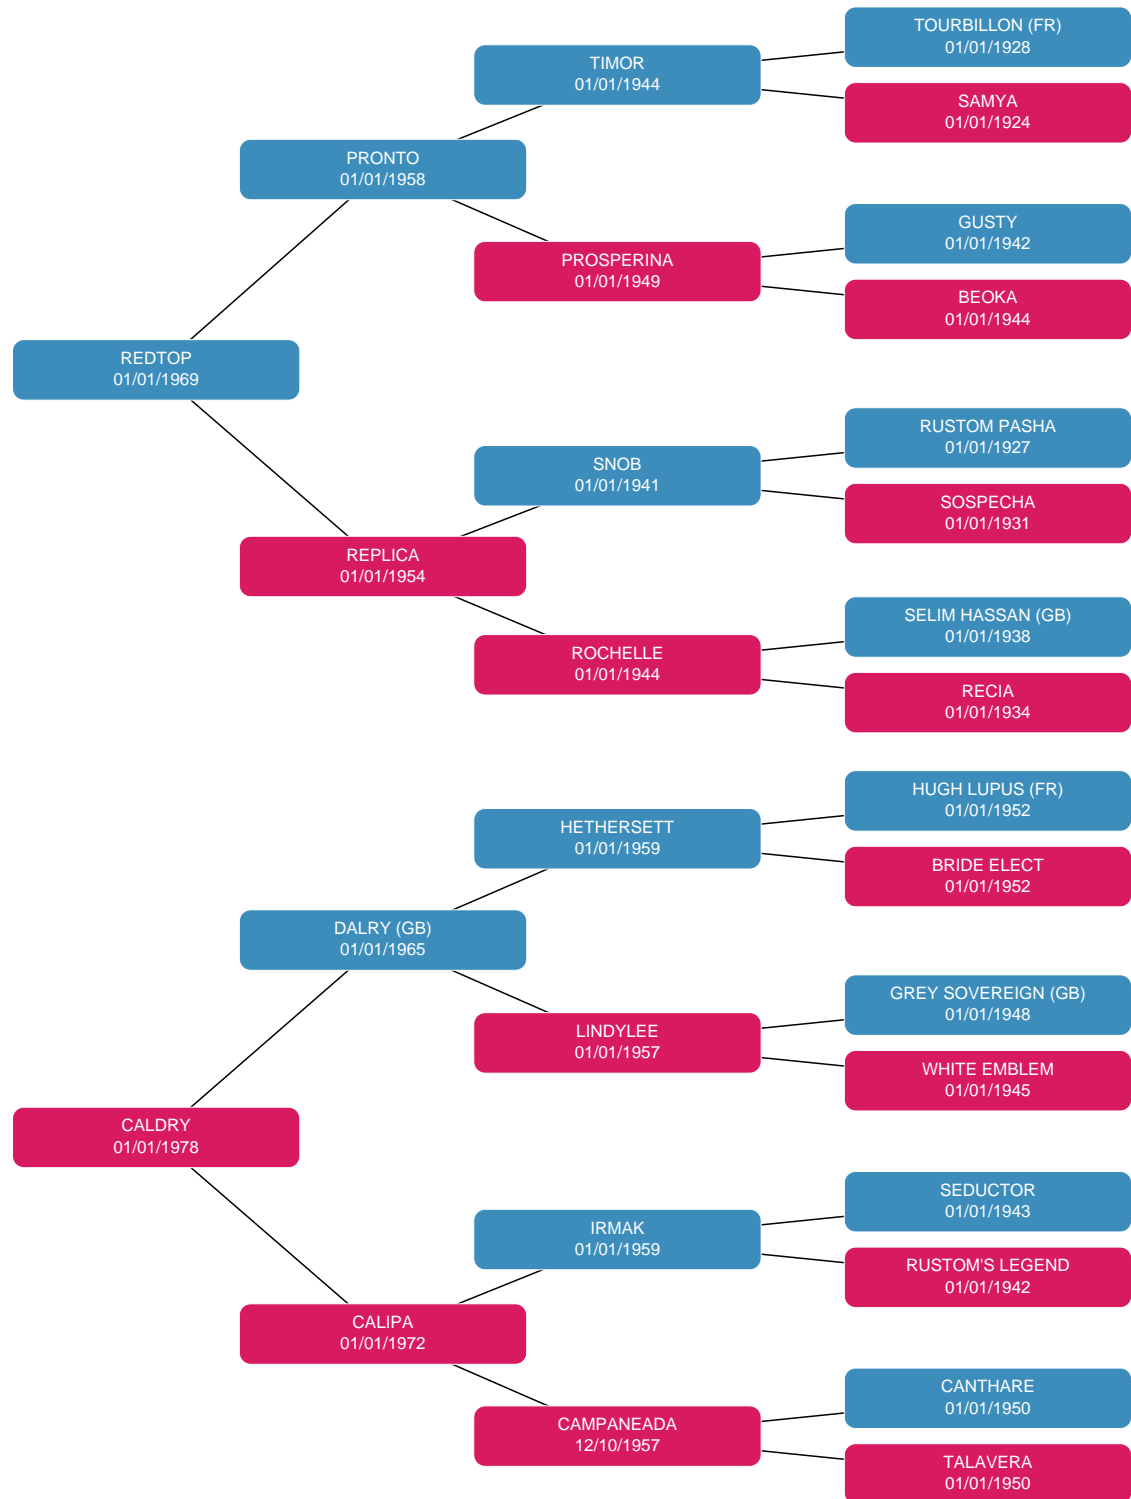 TOURBILLON (FR)
01/01/1928
TIMOR
01/01/1944
SAMYA
01/01/1924
PRONTO
01/01/1958
GUSTY
01/01/1942
PROSPERINA
01/01/1949
BEOKA
01/01/1944
REDTOP
01/01/1969
RUSTOM PASHA
01/01/1927
SNOB
01/01/1941
SOSPECHA
01/01/1931
REPLICA
01/01/1954
SELIM HASSAN (GB)
01/01/1938
ROCHELLE
01/01/1944
RECIA
01/01/1934
HUGH LUPUS (FR)
01/01/1952
HETHERSETT
01/01/1959
BRIDE ELECT
01/01/1952
DALRY (GB)
01/01/1965
GREY SOVEREIGN (GB)
01/01/1948
LINDYLEE
01/01/1957
WHITE EMBLEM
01/01/1945
CALDRY
01/01/1978
SEDUCTOR
01/01/1943
IRMAK
01/01/1959
RUSTOM'S LEGEND
01/01/1942
CALIPA
01/01/1972
CANTHARE
01/01/1950
CAMPANEADA
12/10/1957
TALAVERA
01/01/1950